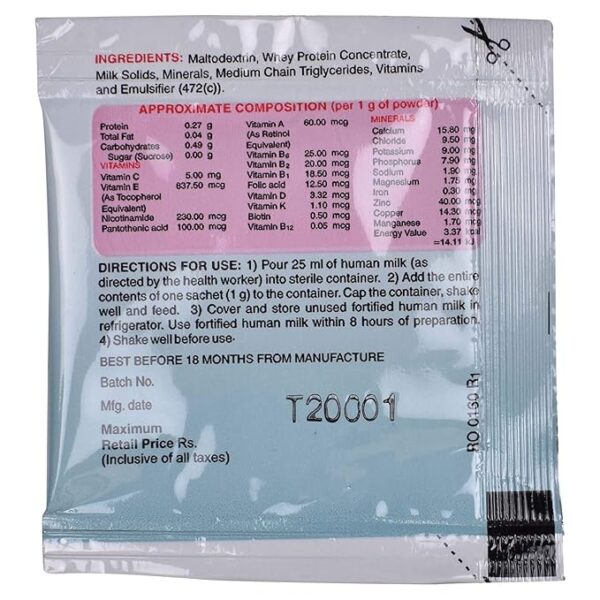 INGREDIENTS: Maltodextrin, Whey Protein Concentrate,
Milk Solids, Minerals, Medium Chain Triglycerides, Vitamins
and Emulsifier (472(c)).
APPROXIMATE COMPOSITION (per 1 g of powder)
Protein 0.27 g
Total Fat 0.04 g
Carbohydrates 0.49 g
Sugar (Sucrose) 0.00 g
VITAMINS
Vitamin C 5.00 mg
Vitamin E 837.50 mcg
(As Tocopherol
Equivalent)
Nicotinamide 230.00 mcg
Pantothenic acid 100.00 mcg
Vitamin A 60.00 mcg
(As Retinol
Equivalent)
Vitamin B6 25.00 mcg
Vitamin B2 20.00 mcg
Vitamin B1 18.50 mcg
Folic acid 12.50 mcg
Vitamin D 3.32 mcg
Vitamin K 1.10 mcg
Biotin 0.50 mcg
Vitamin B12 0.05 mcg
MINERALS
Calcium 15.80 mg
Chloride 9.50 mg
Potassium 9.00 mg
Phosphorus 7.90 mg
Sodium 1.90 mg
Magnesium 1.75 mg
Iron 0.30 mg
Zinc 40.00 mcg
Copper 14.30 mcg
Manganese 1.70 mcg
Energy Value 3.37 kcal
=14.11 KJ
DIRECTIONS FOR USE: 1) Pour 25 ml of human milk (as
directed by the health worker) into sterile container. 2) Add the entire
contents of one sachet (1 g) to the container. Cap the container, shake
well and feed. 3) Cover and store unused fortified human milk in
refrigerator. Use fortified human milk within 8 hours of preparation.
4) Shake well before use.
BEST BEFORE 18 MONTHS FROM MANUFACTURE
Batch No.
Mfg. date
T20001
Maximum
Retail Price Rs.
(Inclusive of all taxes)
RO 0160 R1